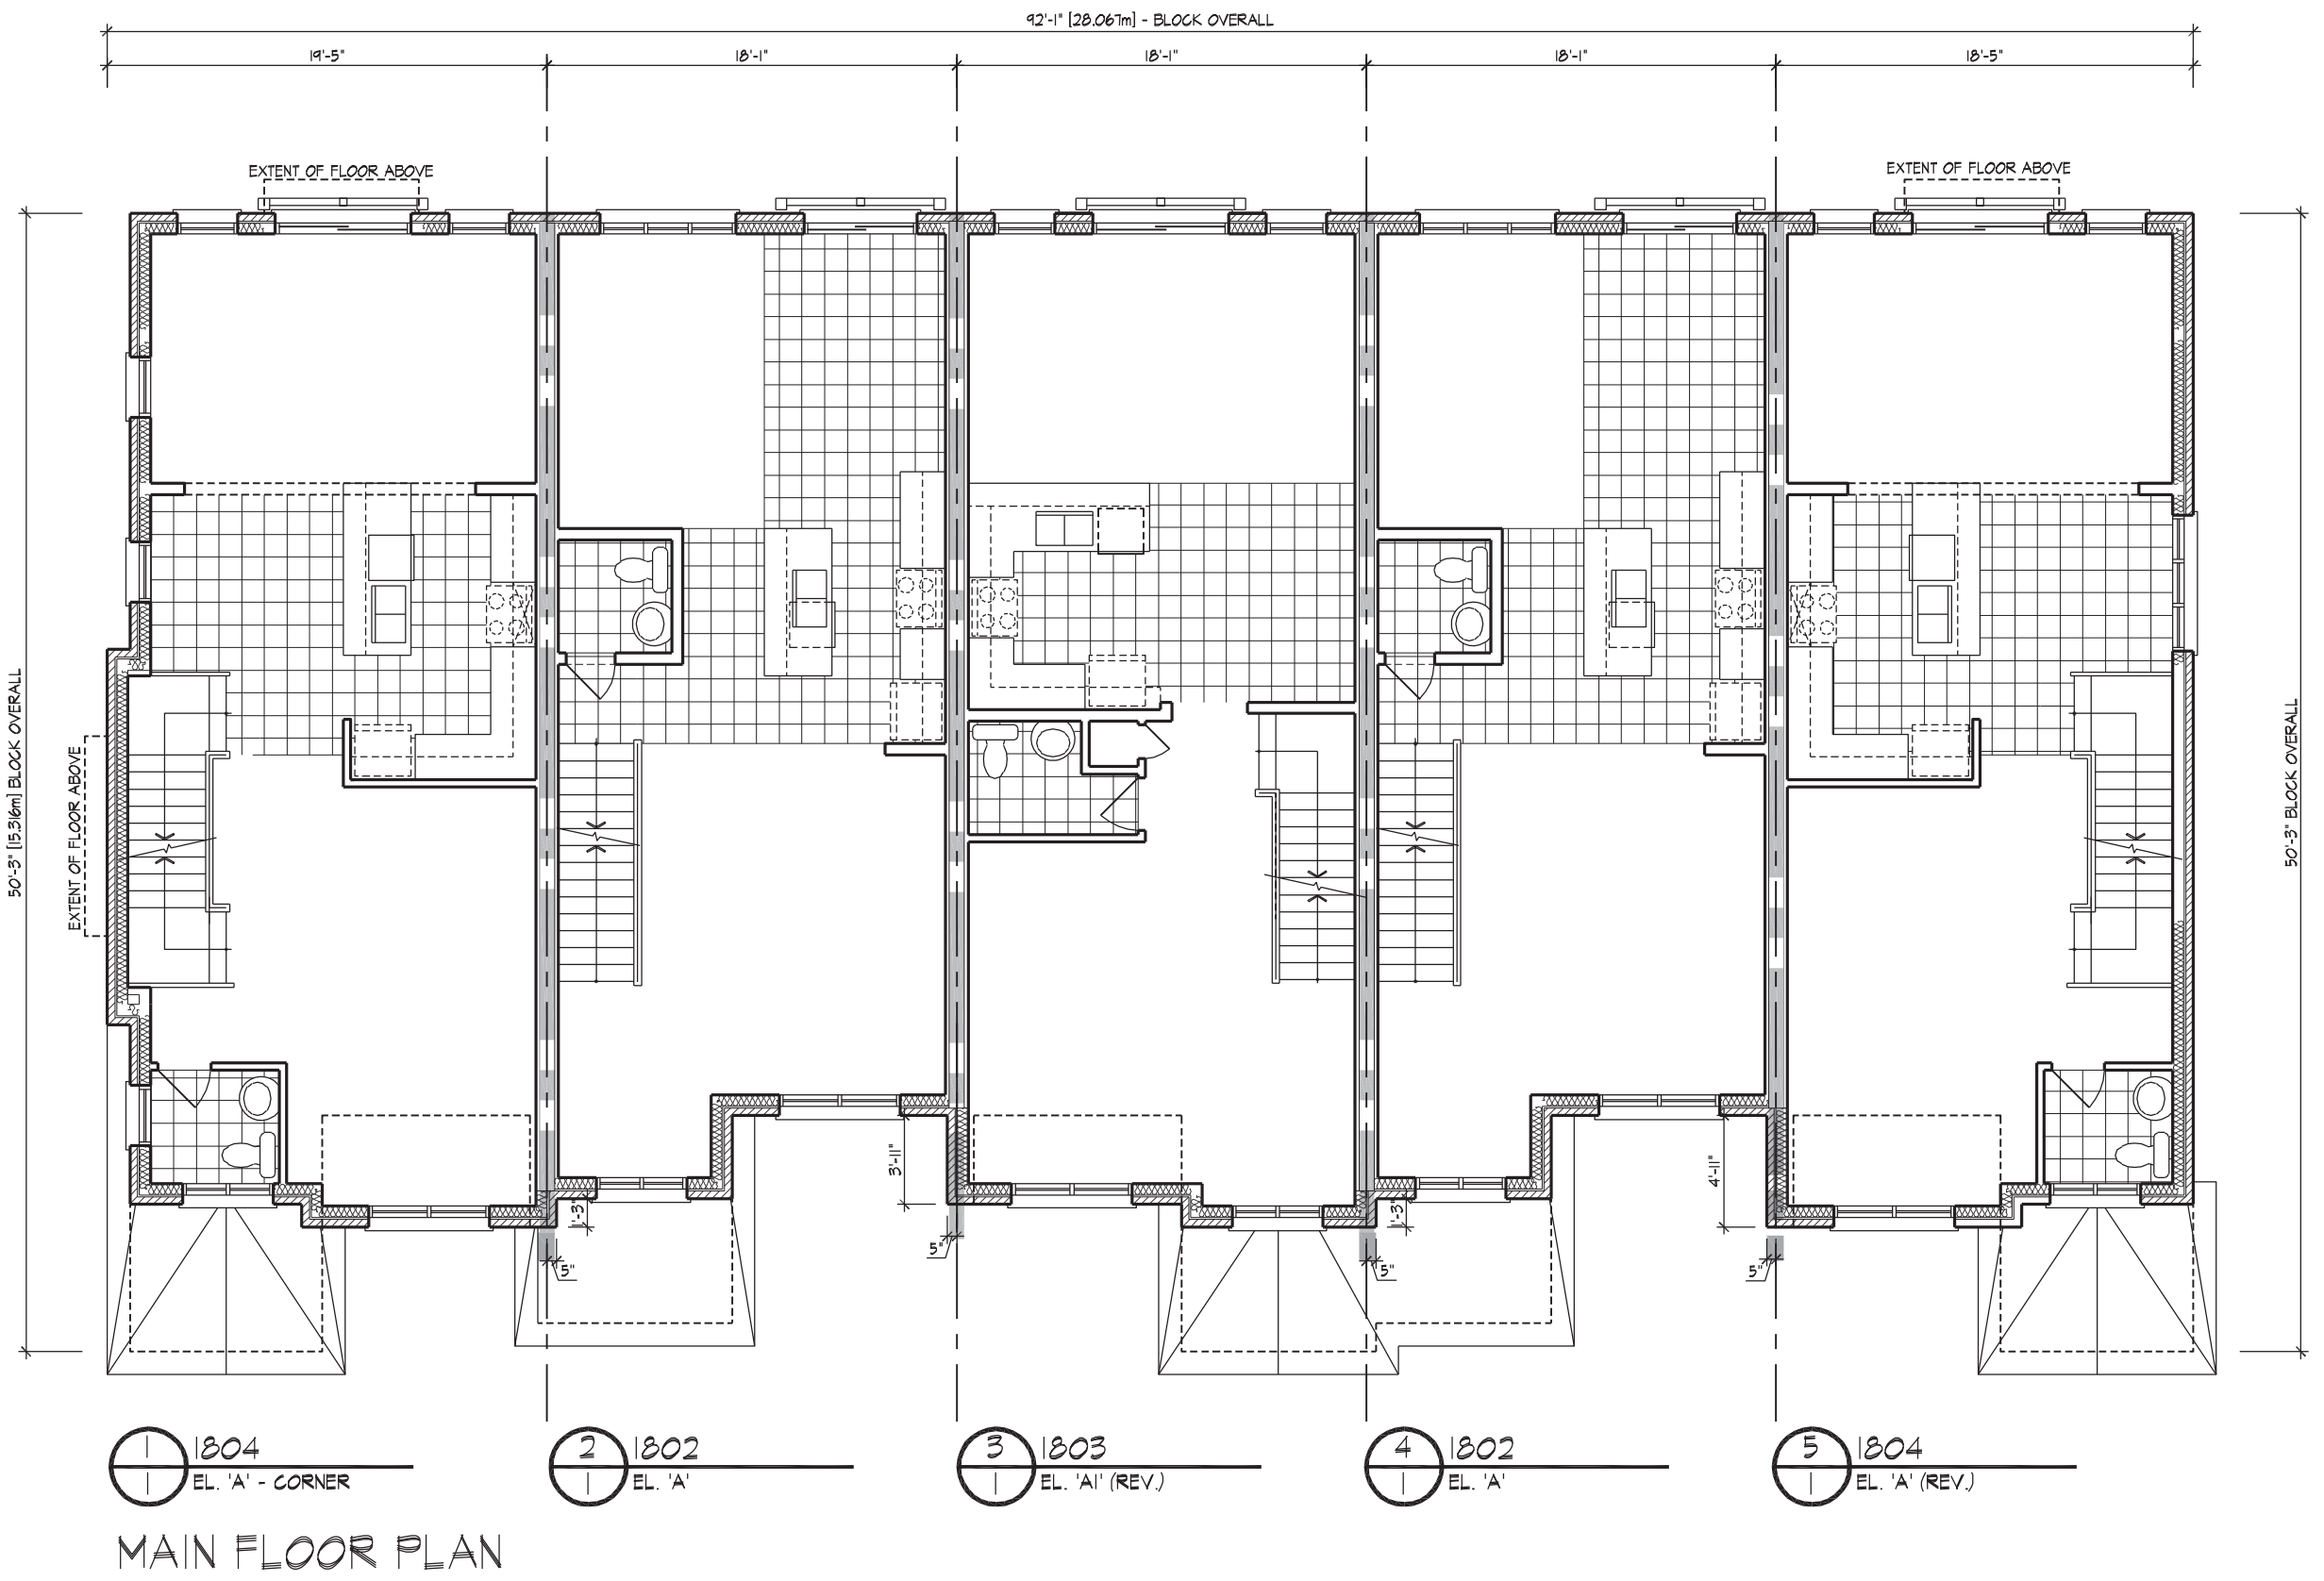 92'-1" [28.067m] - BLOCK OVERALL
19'-5"
18'-1"
18'-1"
18'-1"
18'-5"
EXTENT OF FLOOR ABOVE
EXTENT OF FLOOR ABOVE
50'-3" [15.316m] BLOCK OVERALL
EXTENT OF FLOOR ABOVE
50'-3" BLOCK OVERALL
3'-11"
4'-11"
1'-3"
1'-3"
5"
5"
5"
5"
1
1804
1
EL. 'A' - CORNER
2
1802
1
EL. 'A'
3
1803
1
EL. 'A1' (REV.)
4
1802
1
EL. 'A'
5
1804
1
EL. 'A' (REV.)
MAIN FLOOR PLAN